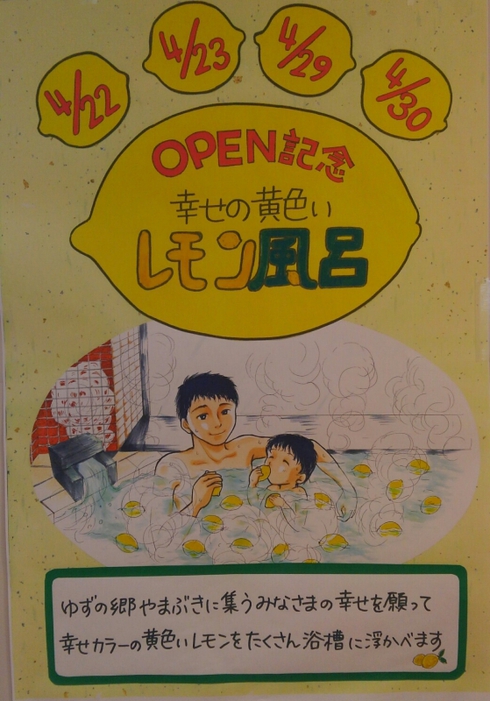 4/22
4/23
4/29
4/30
OPEN記念
幸せの黄色い
レモン風呂
ゆずの郷やまぶきに集うみなさまの幸せを願って
幸せカラーの黄色いレモンをたくさん浴槽に浮かべます